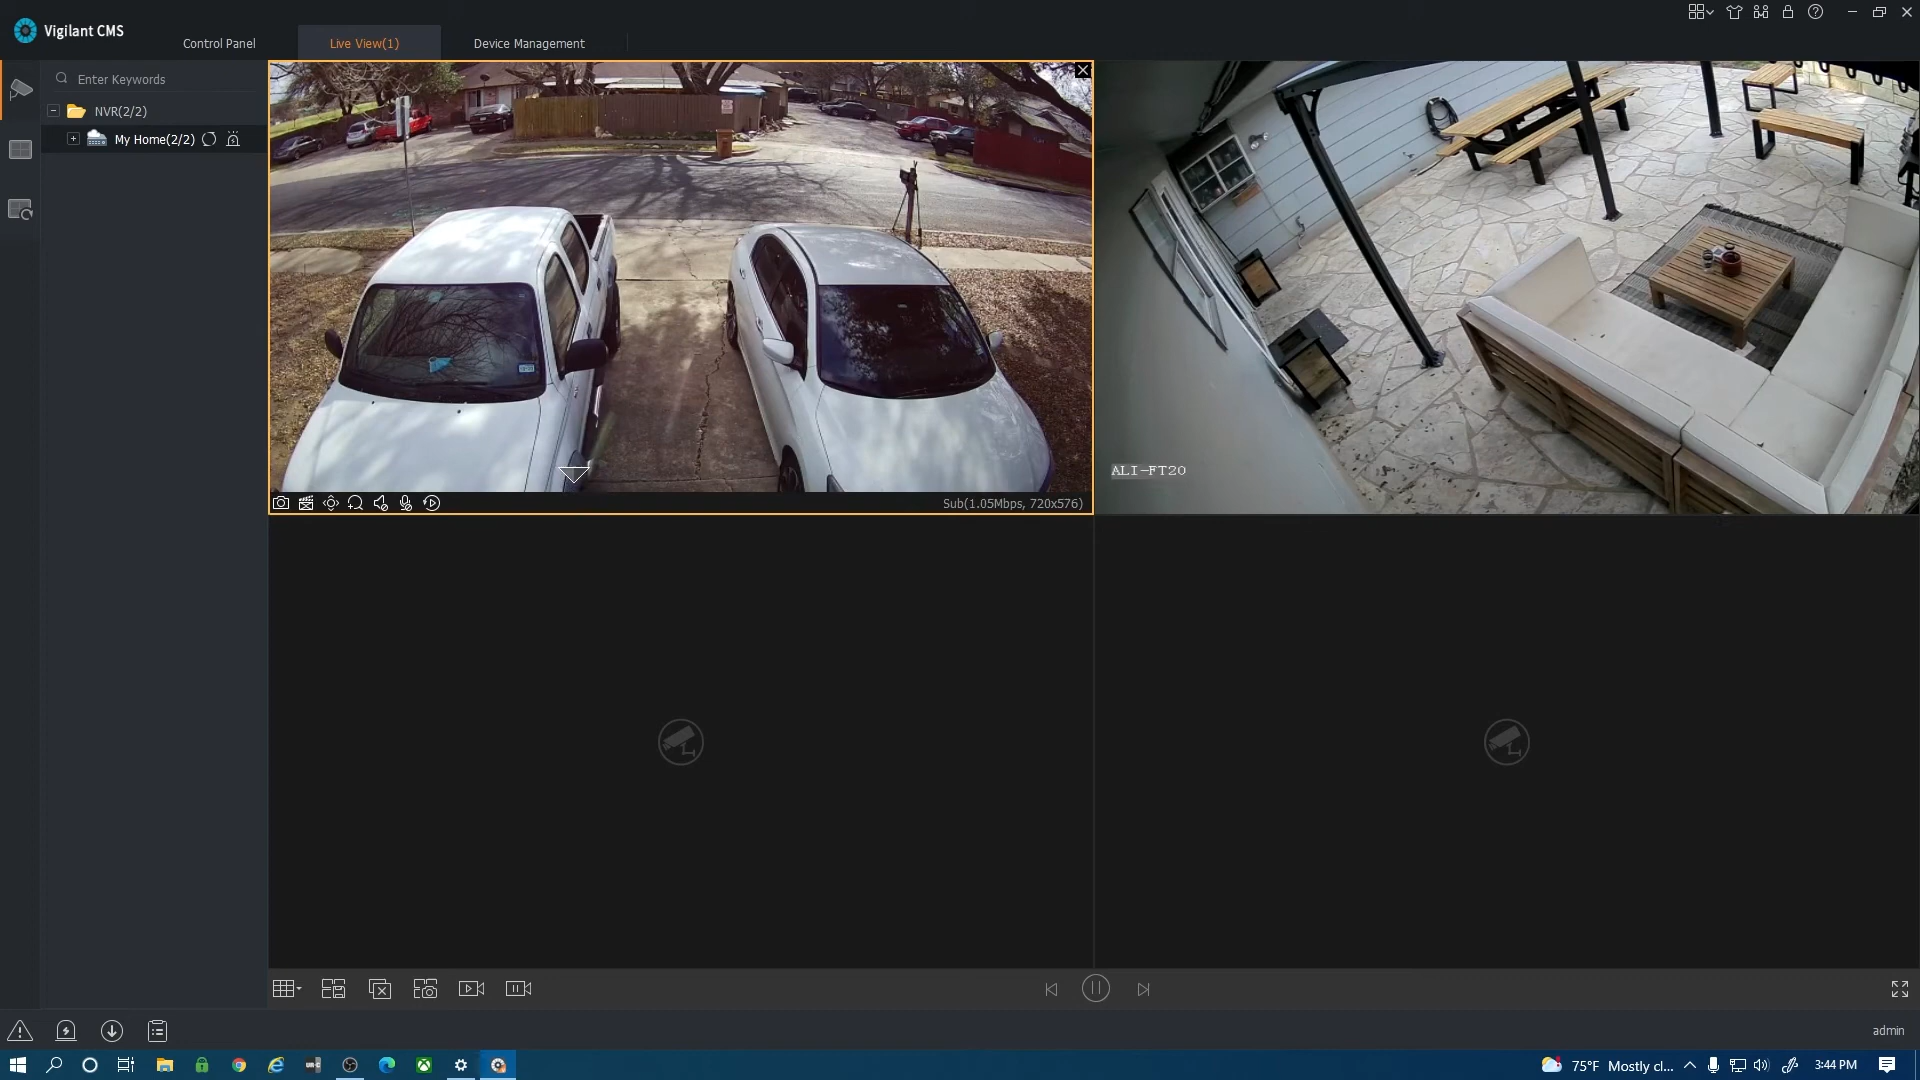 Vigilant CMS
Control Panel
Live View(1)
Device Management
Enter Keywords
NVR(2/2)
My Home(2/2)
ALI-FT20
Sub(1.05Mbps, 720x576)
admin
75°F Mostly cl...
3:44 PM